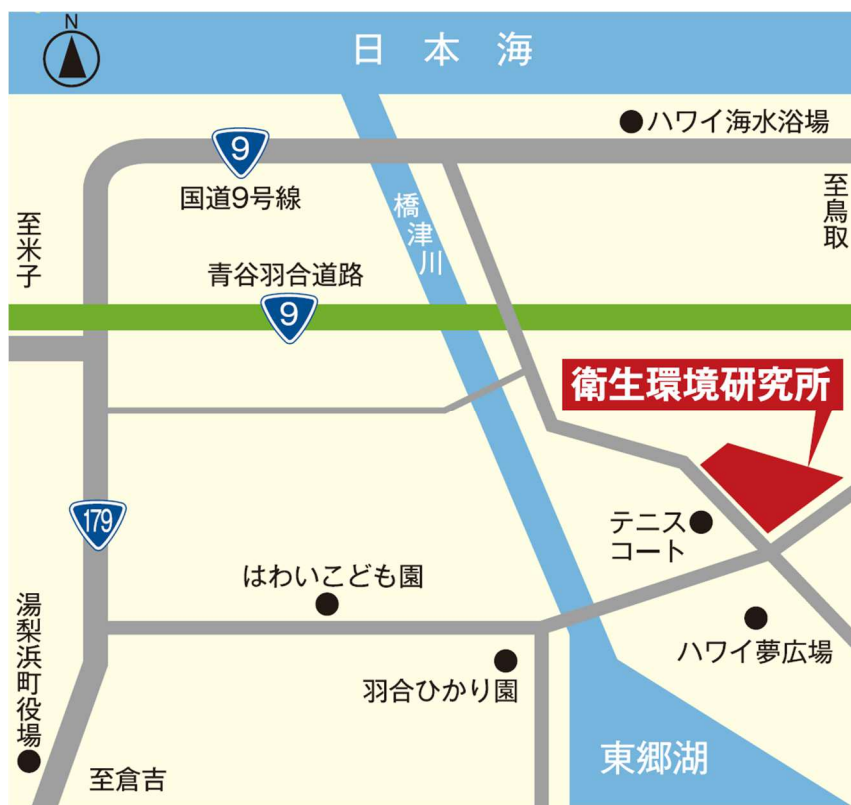 N
日本海
ハワイ海水浴場
9
国道9号線
至鳥取
至米子
橋津川
青谷羽合道路
9
衛生環境研究所
179
テニス
コート
はわいこども園
湯梨浜町役場
ハワイ夢広場
羽合ひかり園
東郷湖
至倉吉